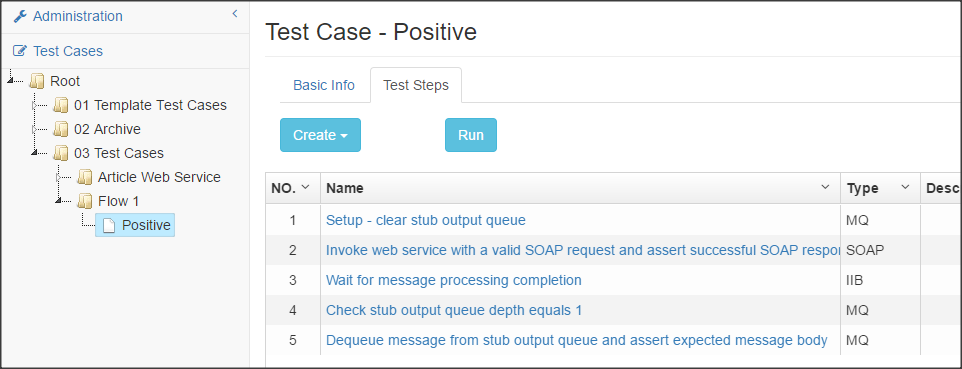 Administration
Test Cases
Root
01 Template Test Cases
02 Archive
03 Test Cases
Article Web Service
Flow 1
Positive
Test Case - Positive
Basic Info Test Steps
Create Run
NO. Name Type
1 Setup - clear stub output queue MQ
2 Invoke web service with a valid SOAP request and assert successful SOAP SOAP
3 Wait for message processing completion IIB
4 Check stub output queue depth equals 1 MQ
5 Dequeue message from stub output queue and assert expected message body MQ